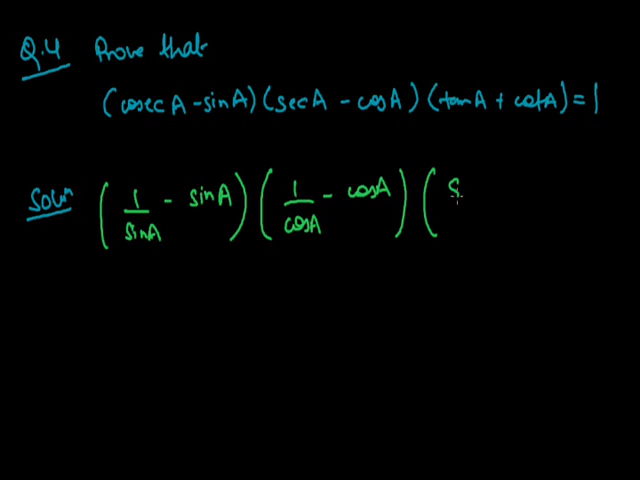 Q.4 Prove that
(cosec A - sin A) (sec A - cos A) (tan A + cot A) = 1
Solⁿ ( 1/sinA - sinA ) ( 1/cosA - cosA ) ( s